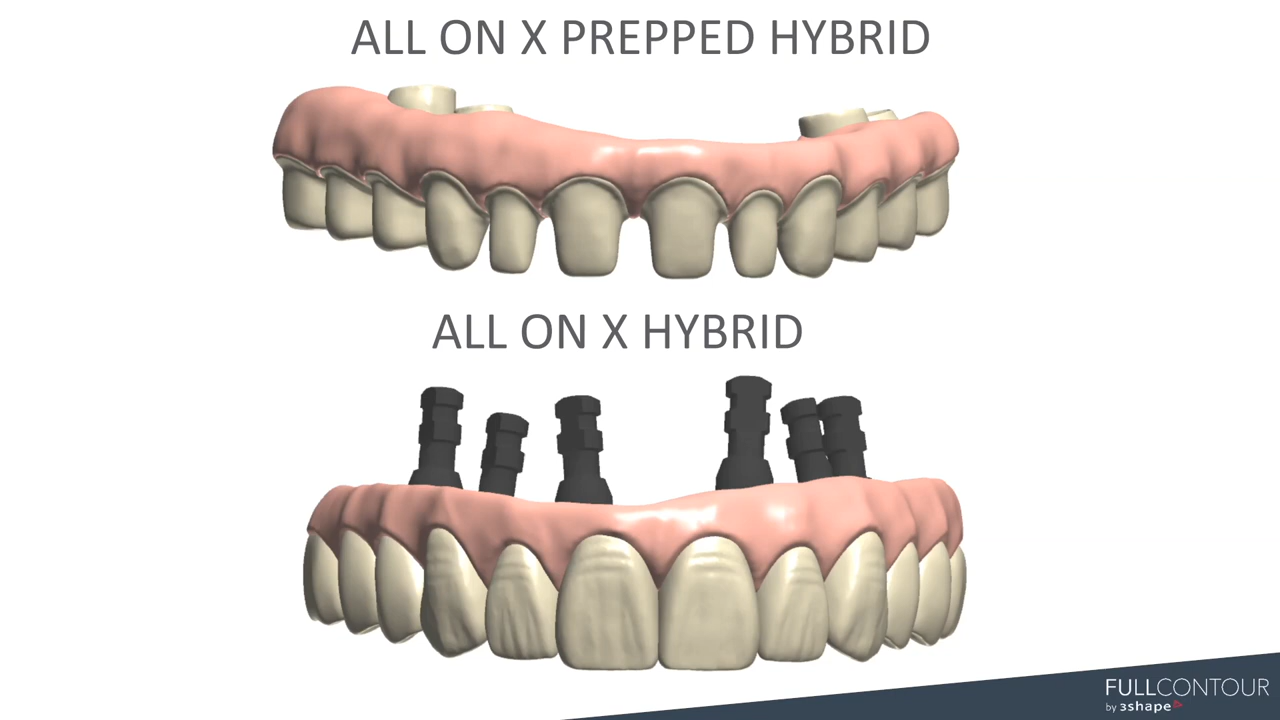 ALL ON X PREPPED HYBRID
ALL ON X HYBRID
FULLCONTOUR
by 3shape